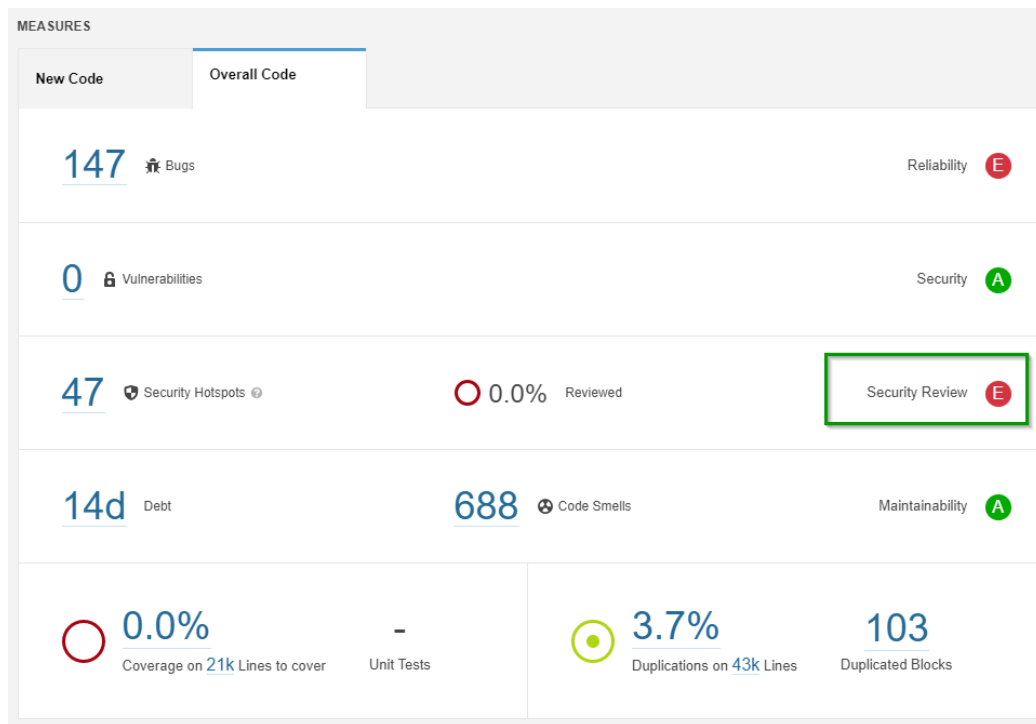 MEASURES
New Code
Overall Code
147 Bugs
Reliability E
0 Vulnerabilities
Security A
47 Security Hotspots ?
0.0% Reviewed
Security Review E
14d Debt
688 Code Smells
Maintainability A
0.0%
Coverage on 21k Lines to cover
-
Unit Tests
3.7%
Duplications on 43k Lines
103
Duplicated Blocks